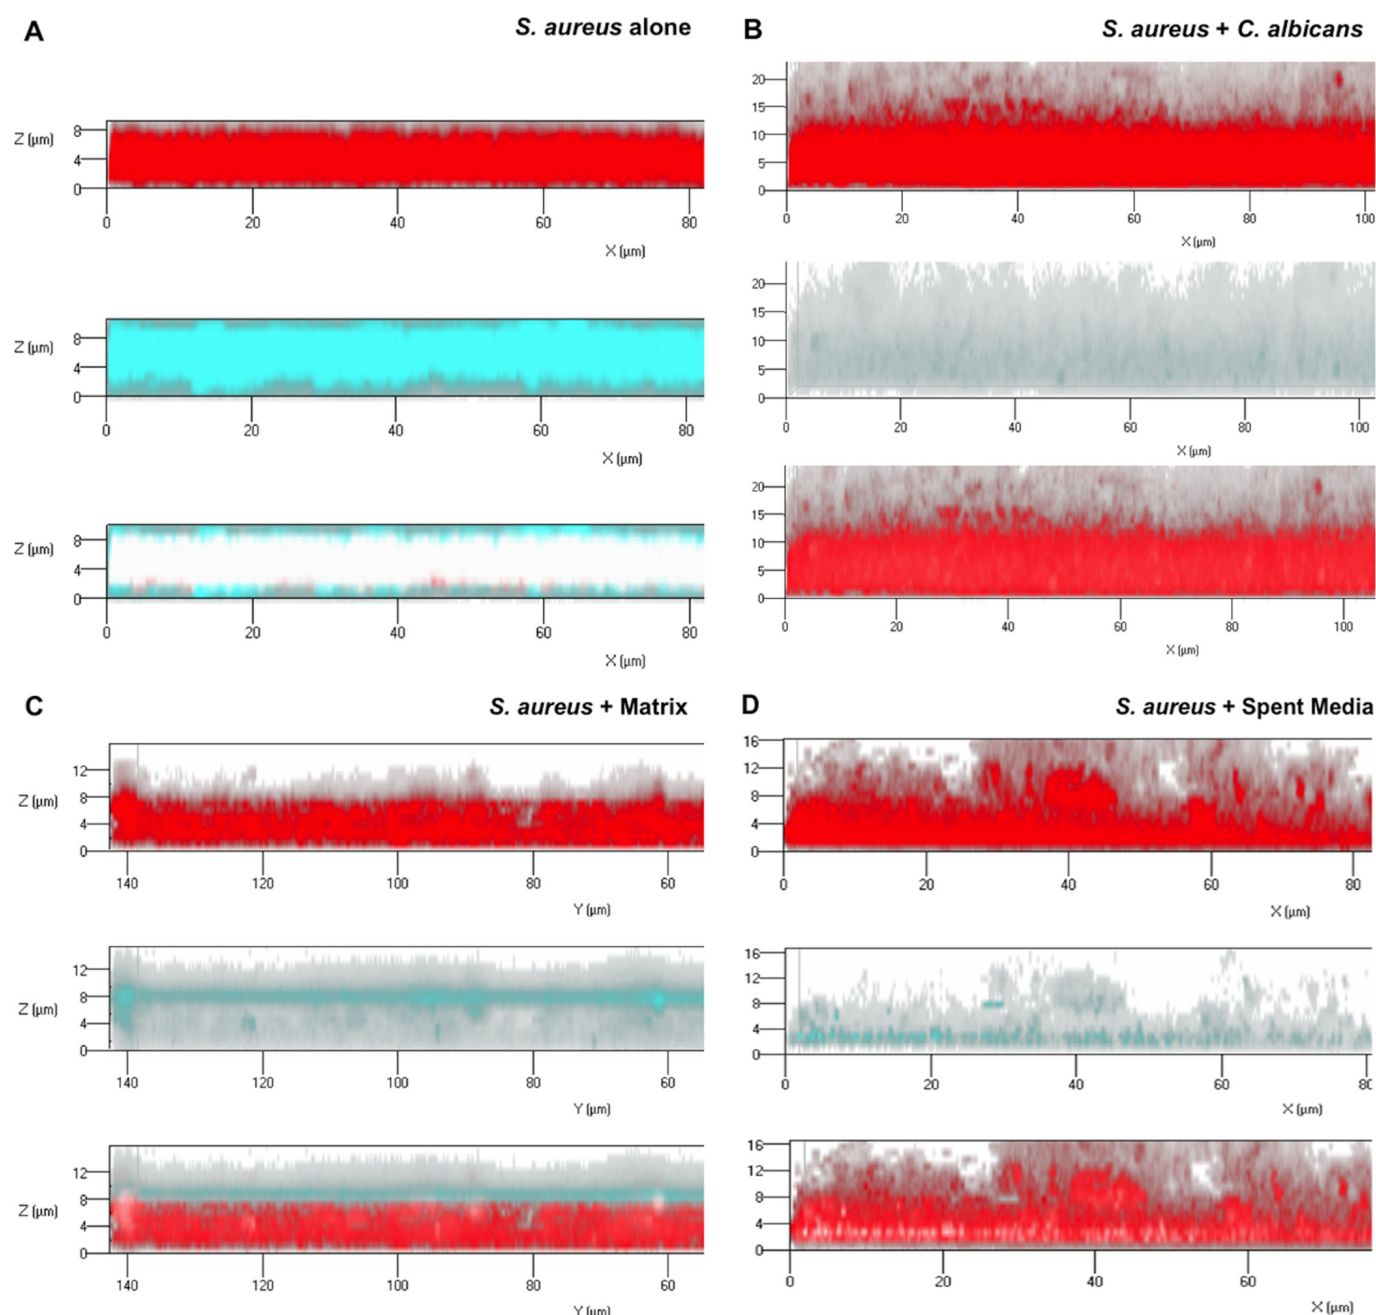 A
S. aureus alone
Z (µm)
8
4
0
0 20 40 60 80
X (µm)
Z (µm)
8
4
0
0 20 40 60 80
X (µm)
Z (µm)
8
4
0
0 20 40 60 80
X (µm)
B
S. aureus + C. albicans
20
15
10
5
0
0 20 40 60 80 100
X (µm)
20
15
10
5
0
0 20 40 60 80 100
X (µm)
20
15
10
5
0
0 20 40 60 80 100
X (µm)
C
S. aureus + Matrix
Z (µm)
12
8
4
0
140 120 100 80 60
Y (µm)
Z (µm)
12
8
4
0
140 120 100 80 60
Y (µm)
Z (µm)
12
8
4
0
140 120 100 80 60
Y (µm)
D
S. aureus + Spent Media
16
12
8
4
0
0 20 40 60 80
X (µm)
16
12
8
4
0
0 20 40 60 80
X (µm)
16
12
8
4
0
0 20 40 60
X (µm)